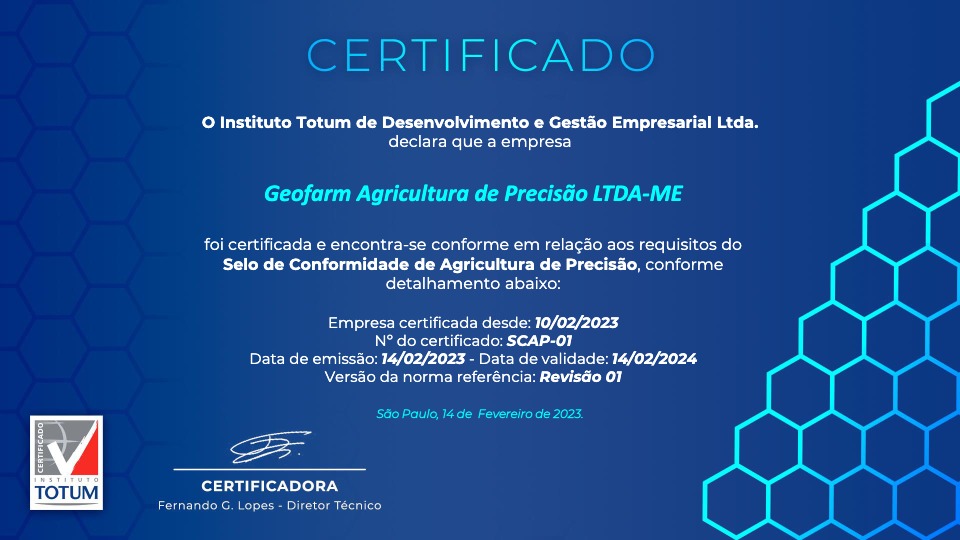 CERTIFICADO
O Instituto Totum de Desenvolvimento e Gestão Empresarial Ltda.
declara que a empresa
Geofarm Agricultura de Precisão LTDA-ME
foi certificada e encontra-se conforme em relação aos requisitos do
Selo de Conformidade de Agricultura de Precisão, conforme
detalhamento abaixo:
Empresa certificada desde: 10/02/2023
Nº do certificado: SCAP-01
Data de emissão: 14/02/2023 - Data de validade: 14/02/2024
Versão da norma referência: Revisão 01
São Paulo, 14 de Fevereiro de 2023.
CERTIFICADO
INSTITUTO
TOTUM
CERTIFICADORA
Fernando G. Lopes - Diretor Técnico